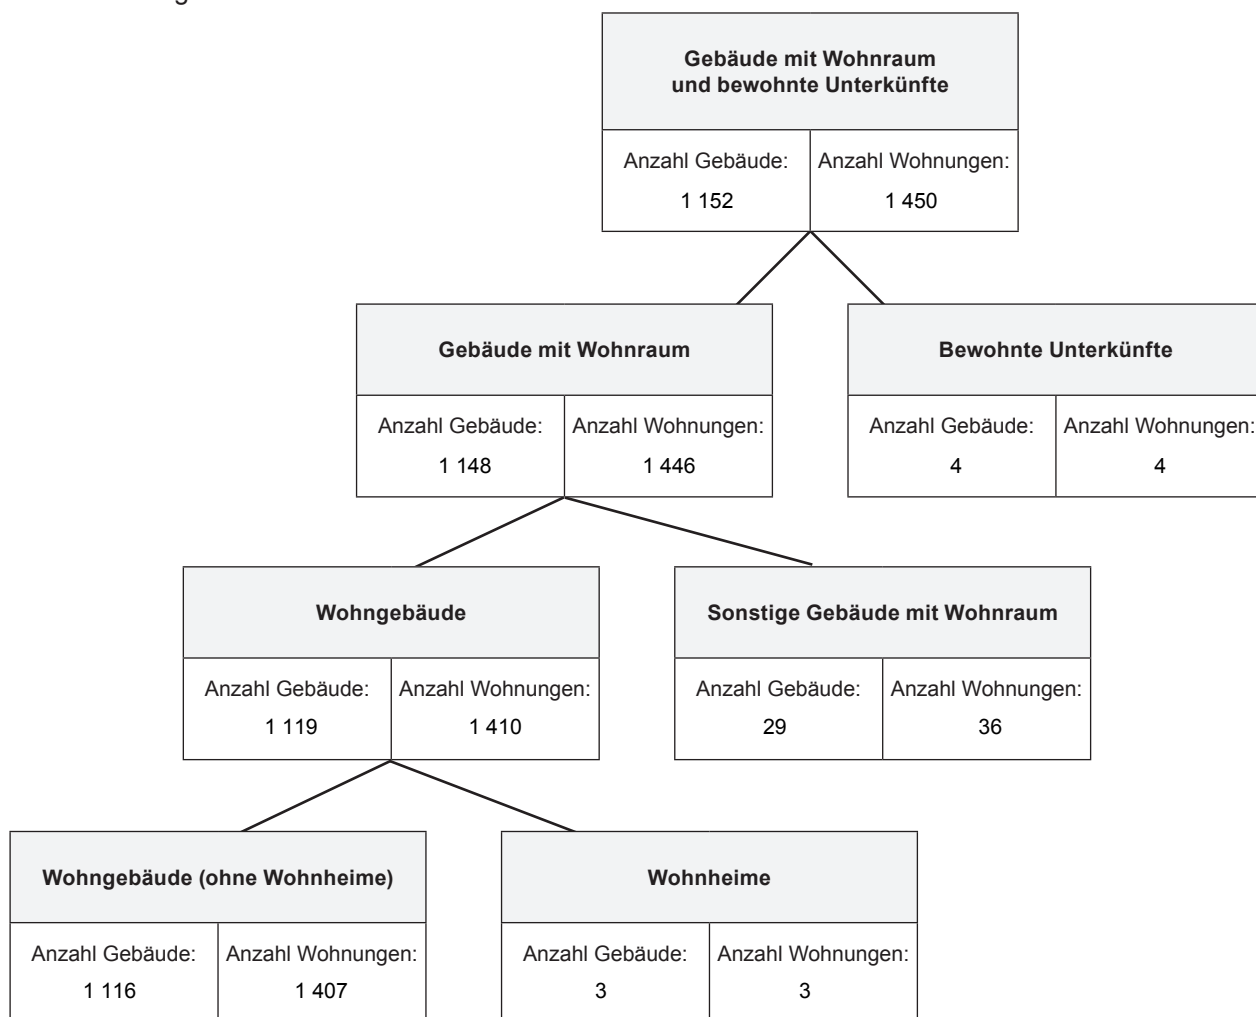 Gebäude mit Wohnraum
und bewohnte Unterkünfte
Anzahl Gebäude: Anzahl Wohnungen:
1 152 1 450
Gebäude mit Wohnraum Bewohnte Unterkünfte
Anzahl Gebäude: Anzahl Wohnungen: Anzahl Gebäude: Anzahl Wohnungen:
1 148 1 446 4 4
Wohngebäude Sonstige Gebäude mit Wohnraum
Anzahl Gebäude: Anzahl Wohnungen: Anzahl Gebäude: Anzahl Wohnungen:
1 119 1 410 29 36
Wohngebäude (ohne Wohnheime) Wohnheime
Anzahl Gebäude: Anzahl Wohnungen: Anzahl Gebäude: Anzahl Wohnungen:
1 116 1 407 3 3